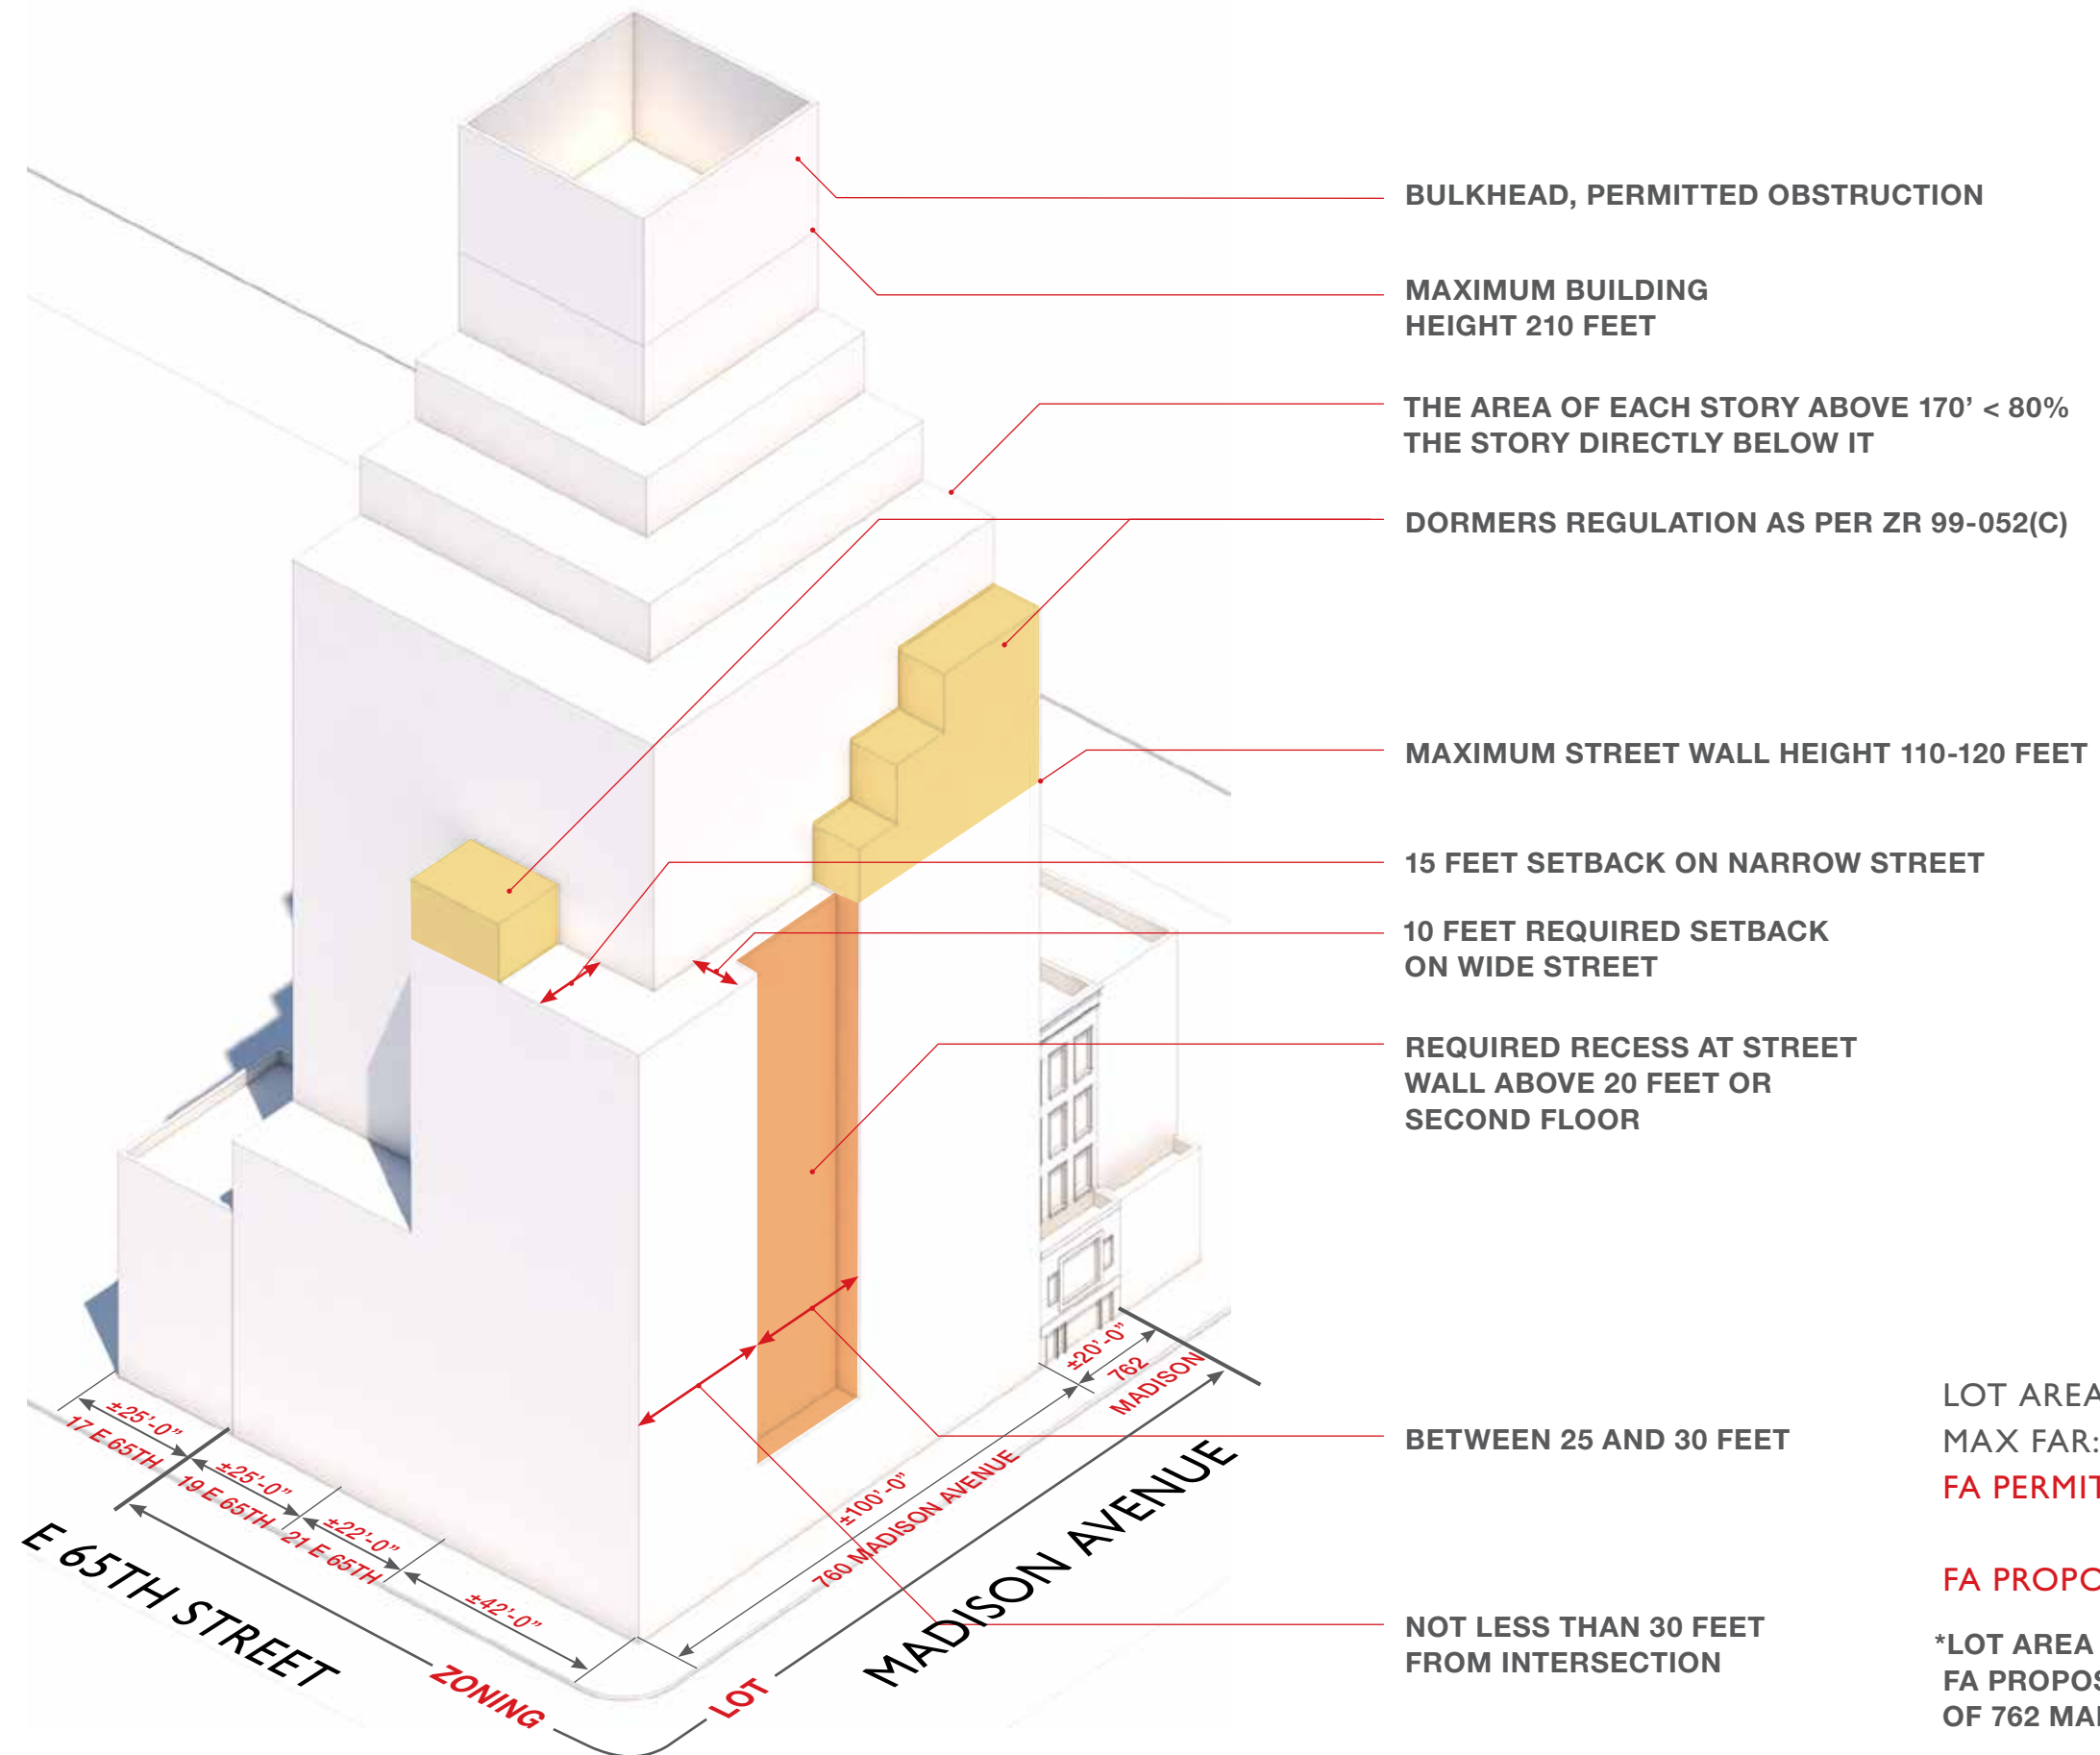 BULKHEAD, PERMITTED OBSTRUCTION
MAXIMUM BUILDING
HEIGHT 210 FEET
THE AREA OF EACH STORY ABOVE 170’ < 80%
THE STORY DIRECTLY BELOW IT
DORMERS REGULATION AS PER ZR 99-052(C)
MAXIMUM STREET WALL HEIGHT 110-120 FEET
15 FEET SETBACK ON NARROW STREET
10 FEET REQUIRED SETBACK
ON WIDE STREET
REQUIRED RECESS AT STREET
WALL ABOVE 20 FEET OR
SECOND FLOOR
BETWEEN 25 AND 30 FEET
NOT LESS THAN 30 FEET
FROM INTERSECTION
±25’-0”
17 E 65TH
±25’-0”
19 E 65TH
±22’-0”
21 E 65TH
±42’-0”
E 65TH STREET
ZONING
LOT
±100’-0”
760 MADISON AVENUE
±20’-0”
762
MADISON
MADISON AVENUE
LOT AREA
MAX FAR:
FA
FA
*LOT AREA
FA
OF 762